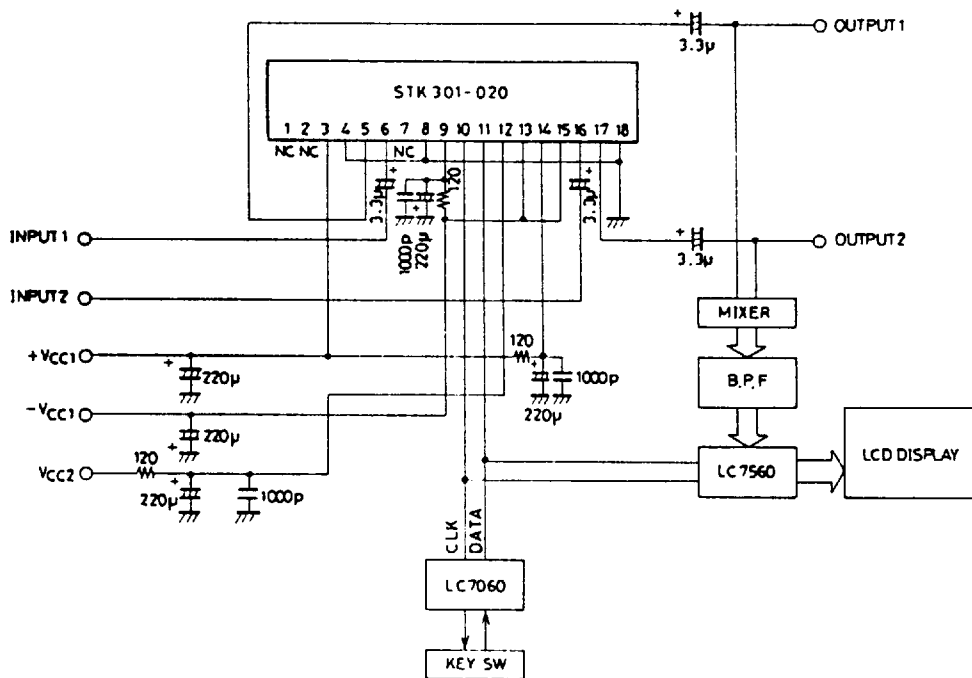 OUTPUT1
3.3μ
STK301-020
1 2 3 4 5 6 7 8 9 10 11 12 13 14 15 16 17 18
NC NC NC
3.3μ
1000p
220μ
120
3.3μ
INPUT1
OUTPUT2
3.3μ
INPUT2
MIXER
+VCC1
120
220μ
1000p
220μ
B.P.F
-VCC1
220μ
VCC2
120
220μ
1000p
LC7560
LCD DISPLAY
CLK
DATA
LC7060
KEY SW